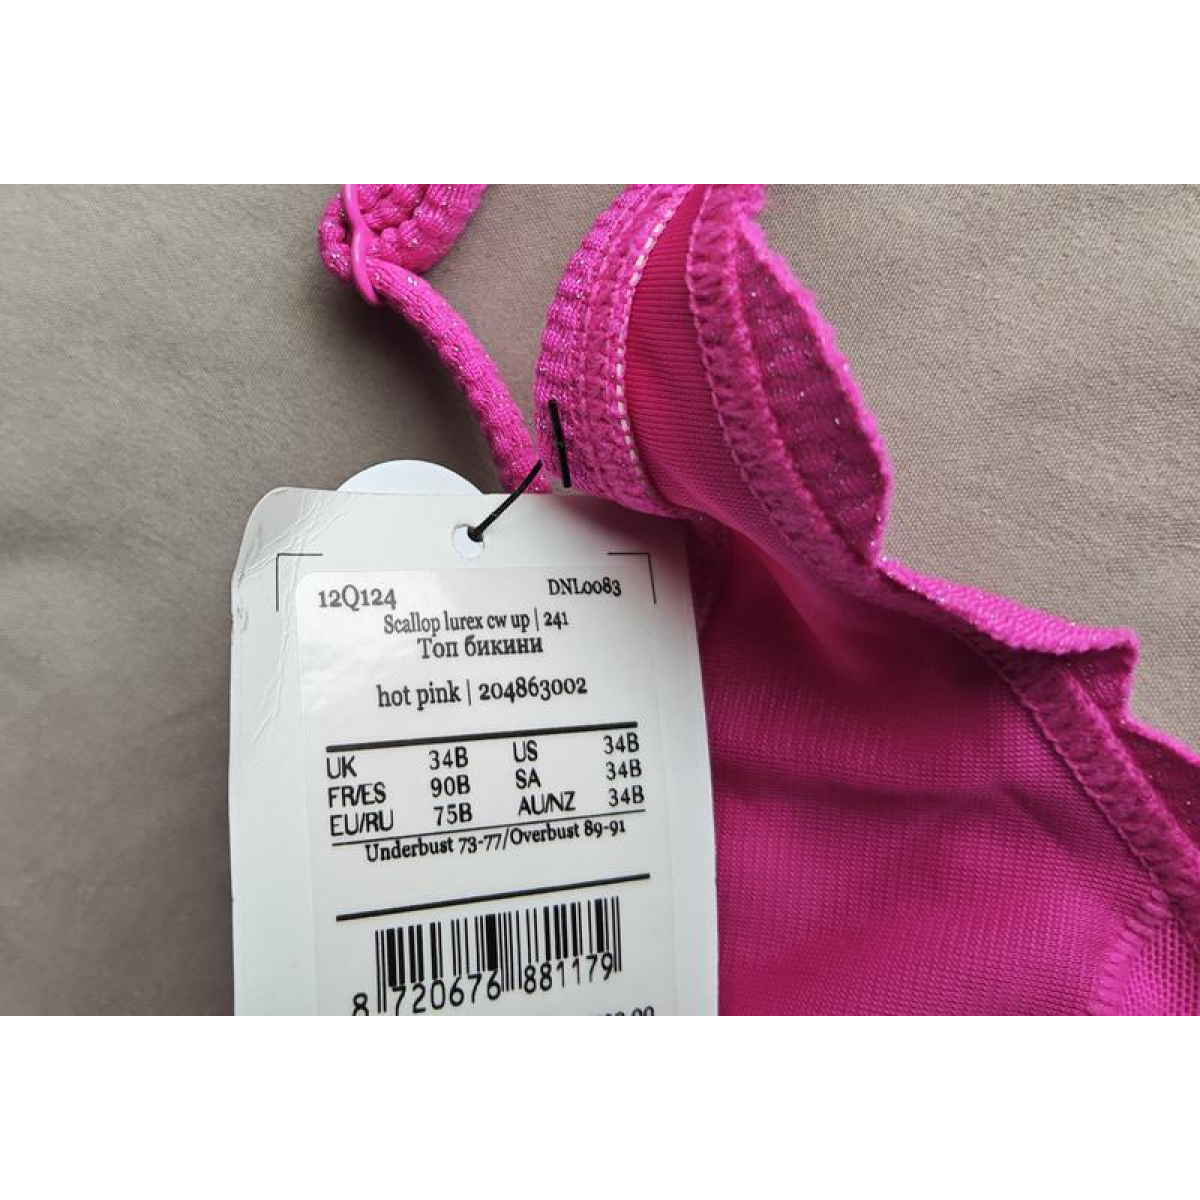 12Q124 DNL0083
Scallop lurex cw up | 241
Топ бикини
hot pink | 204863002
UK 34B US 34B
FR/ES 90B SA 34B
EU/RU 75B AU/NZ 34B
Underbust 73-77/Overbust 89-91
8 720676 881179